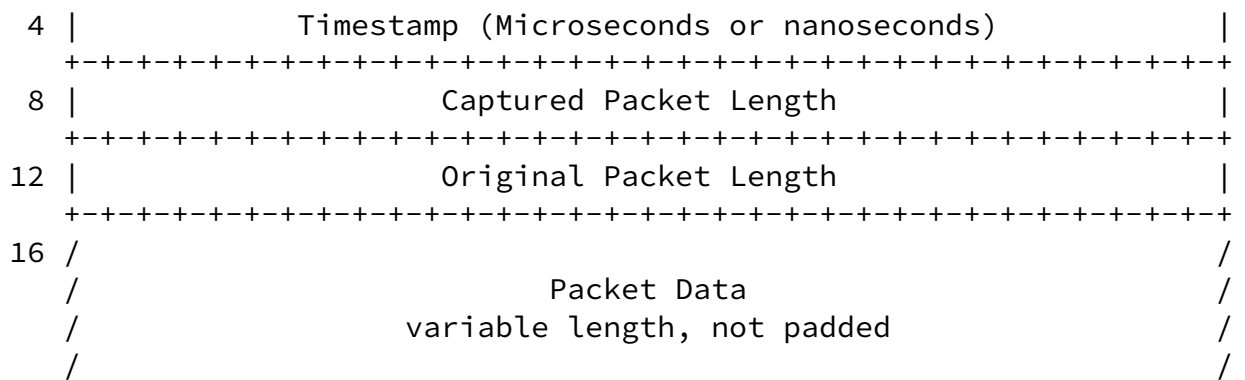 4 |            Timestamp (Microseconds or nanoseconds)            |
  +-+-+-+-+-+-+-+-+-+-+-+-+-+-+-+-+-+-+-+-+-+-+-+-+-+-+-+-+-+-+-+-+
8 |                    Captured Packet Length                     |
  +-+-+-+-+-+-+-+-+-+-+-+-+-+-+-+-+-+-+-+-+-+-+-+-+-+-+-+-+-+-+-+-+
12 |                    Original Packet Length                     |
  +-+-+-+-+-+-+-+-+-+-+-+-+-+-+-+-+-+-+-+-+-+-+-+-+-+-+-+-+-+-+-+-+
16 /                                                               /
   /                          Packet Data                          /
   /                  variable length, not padded                  /
   /                                                               /